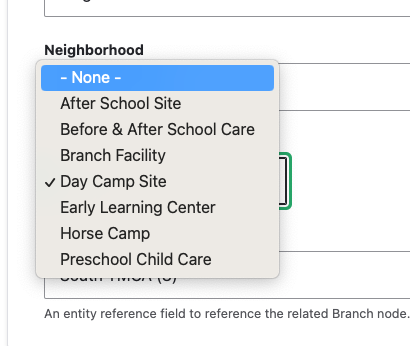 Neighborhood
- None -
After School Site
Before & After School Care
Branch Facility
✓ Day Camp Site
Early Learning Center
Horse Camp
Preschool Child Care
An entity reference field to reference the related Branch node.